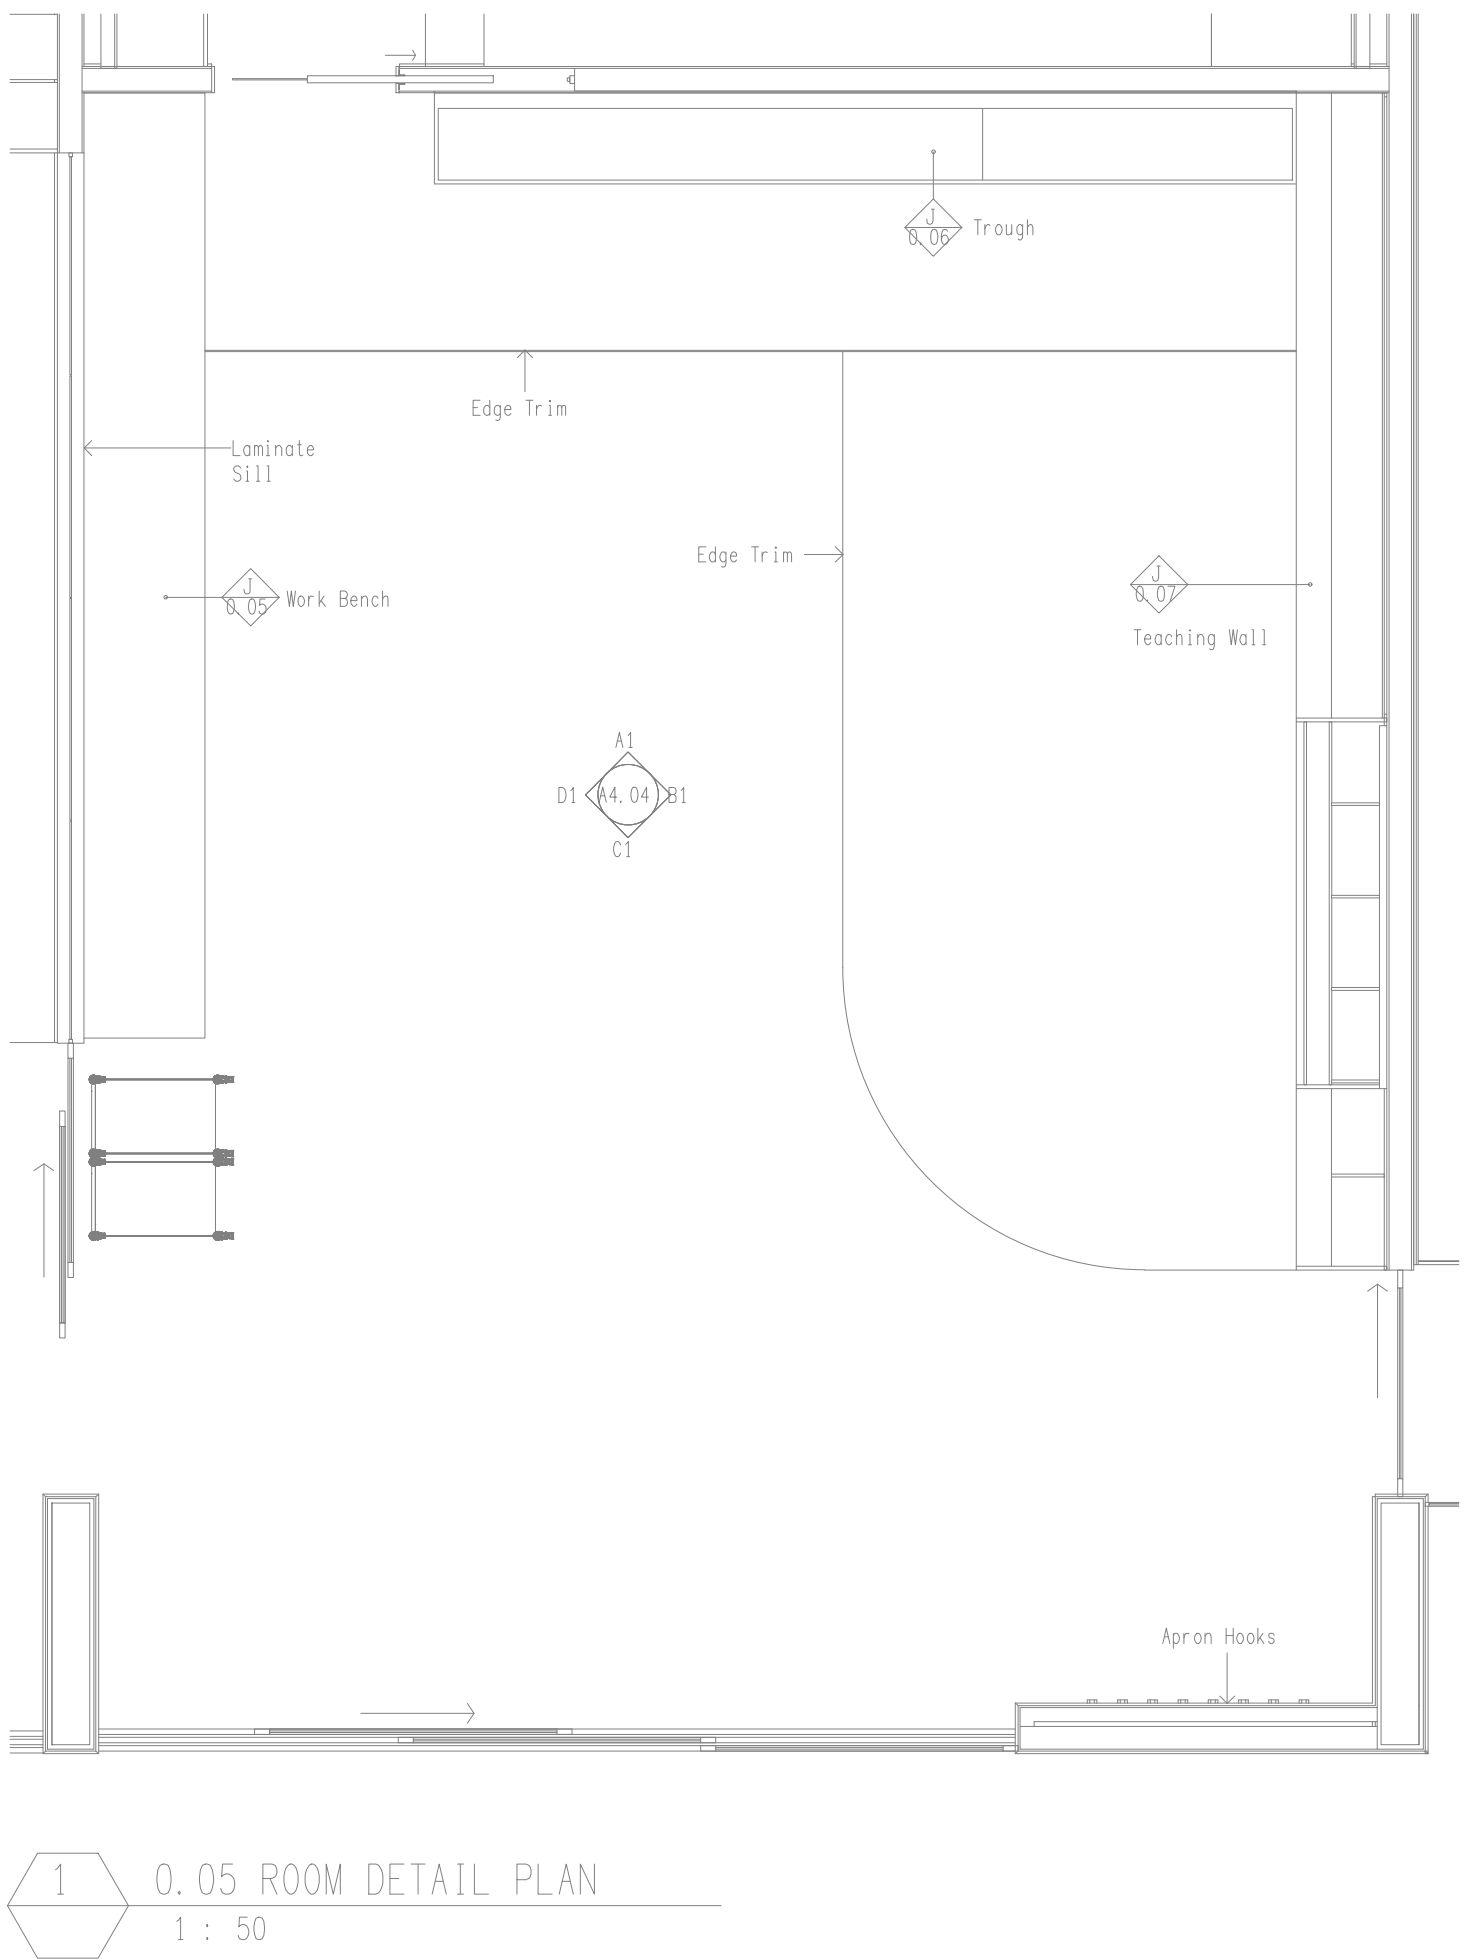 J
0.06
Trough
Edge Trim
Laminate
Sill
Edge Trim
J
0.05
Work Bench
J
0.07
Teaching Wall
A1
D1
A4.04
B1
C1
Apron Hooks
1
0.05 ROOM DETAIL PLAN
1 : 50